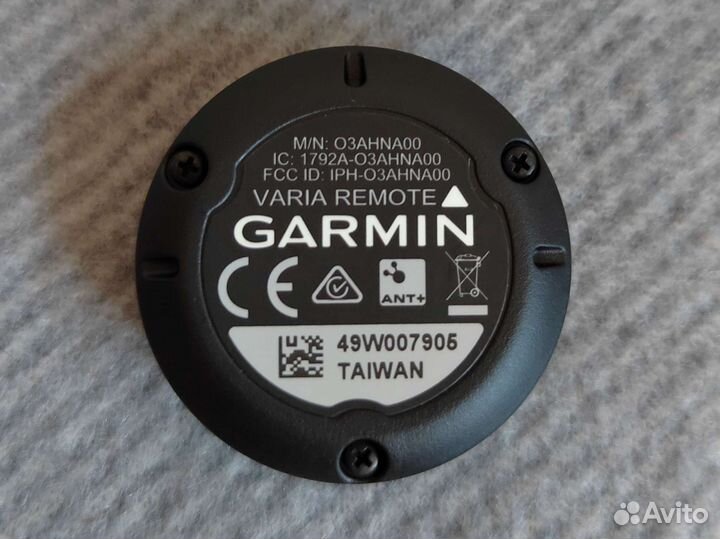 M/N: O3AHNA00
IC: 1792A-O3AHNA00
FCC ID: IPH-O3AHNA00
VARIA REMOTE
GARMIN
CE ANT+
49W007905
TAIWAN
Avito